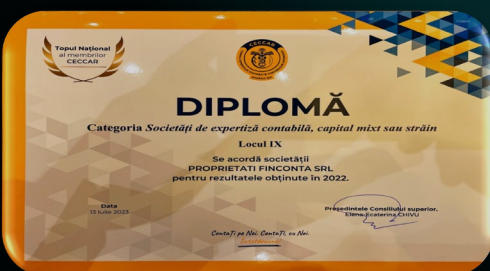 Topul Național
al membrilor
CECCAR
CECCAR
DIPLOMĂ
Categoria Societăți de expertiză contabilă, capital mixt sau străin
Locul IX
Se acordă societății
PROPRIETATI FINCONTA SRL
pentru rezultatele obținute în 2022.
Data
13 iulie 2023
Președintele Consiliului superior,
Elena Ecaterina CHIVU
ContaȚi pe Noi. ContaȚi, cu Noi.